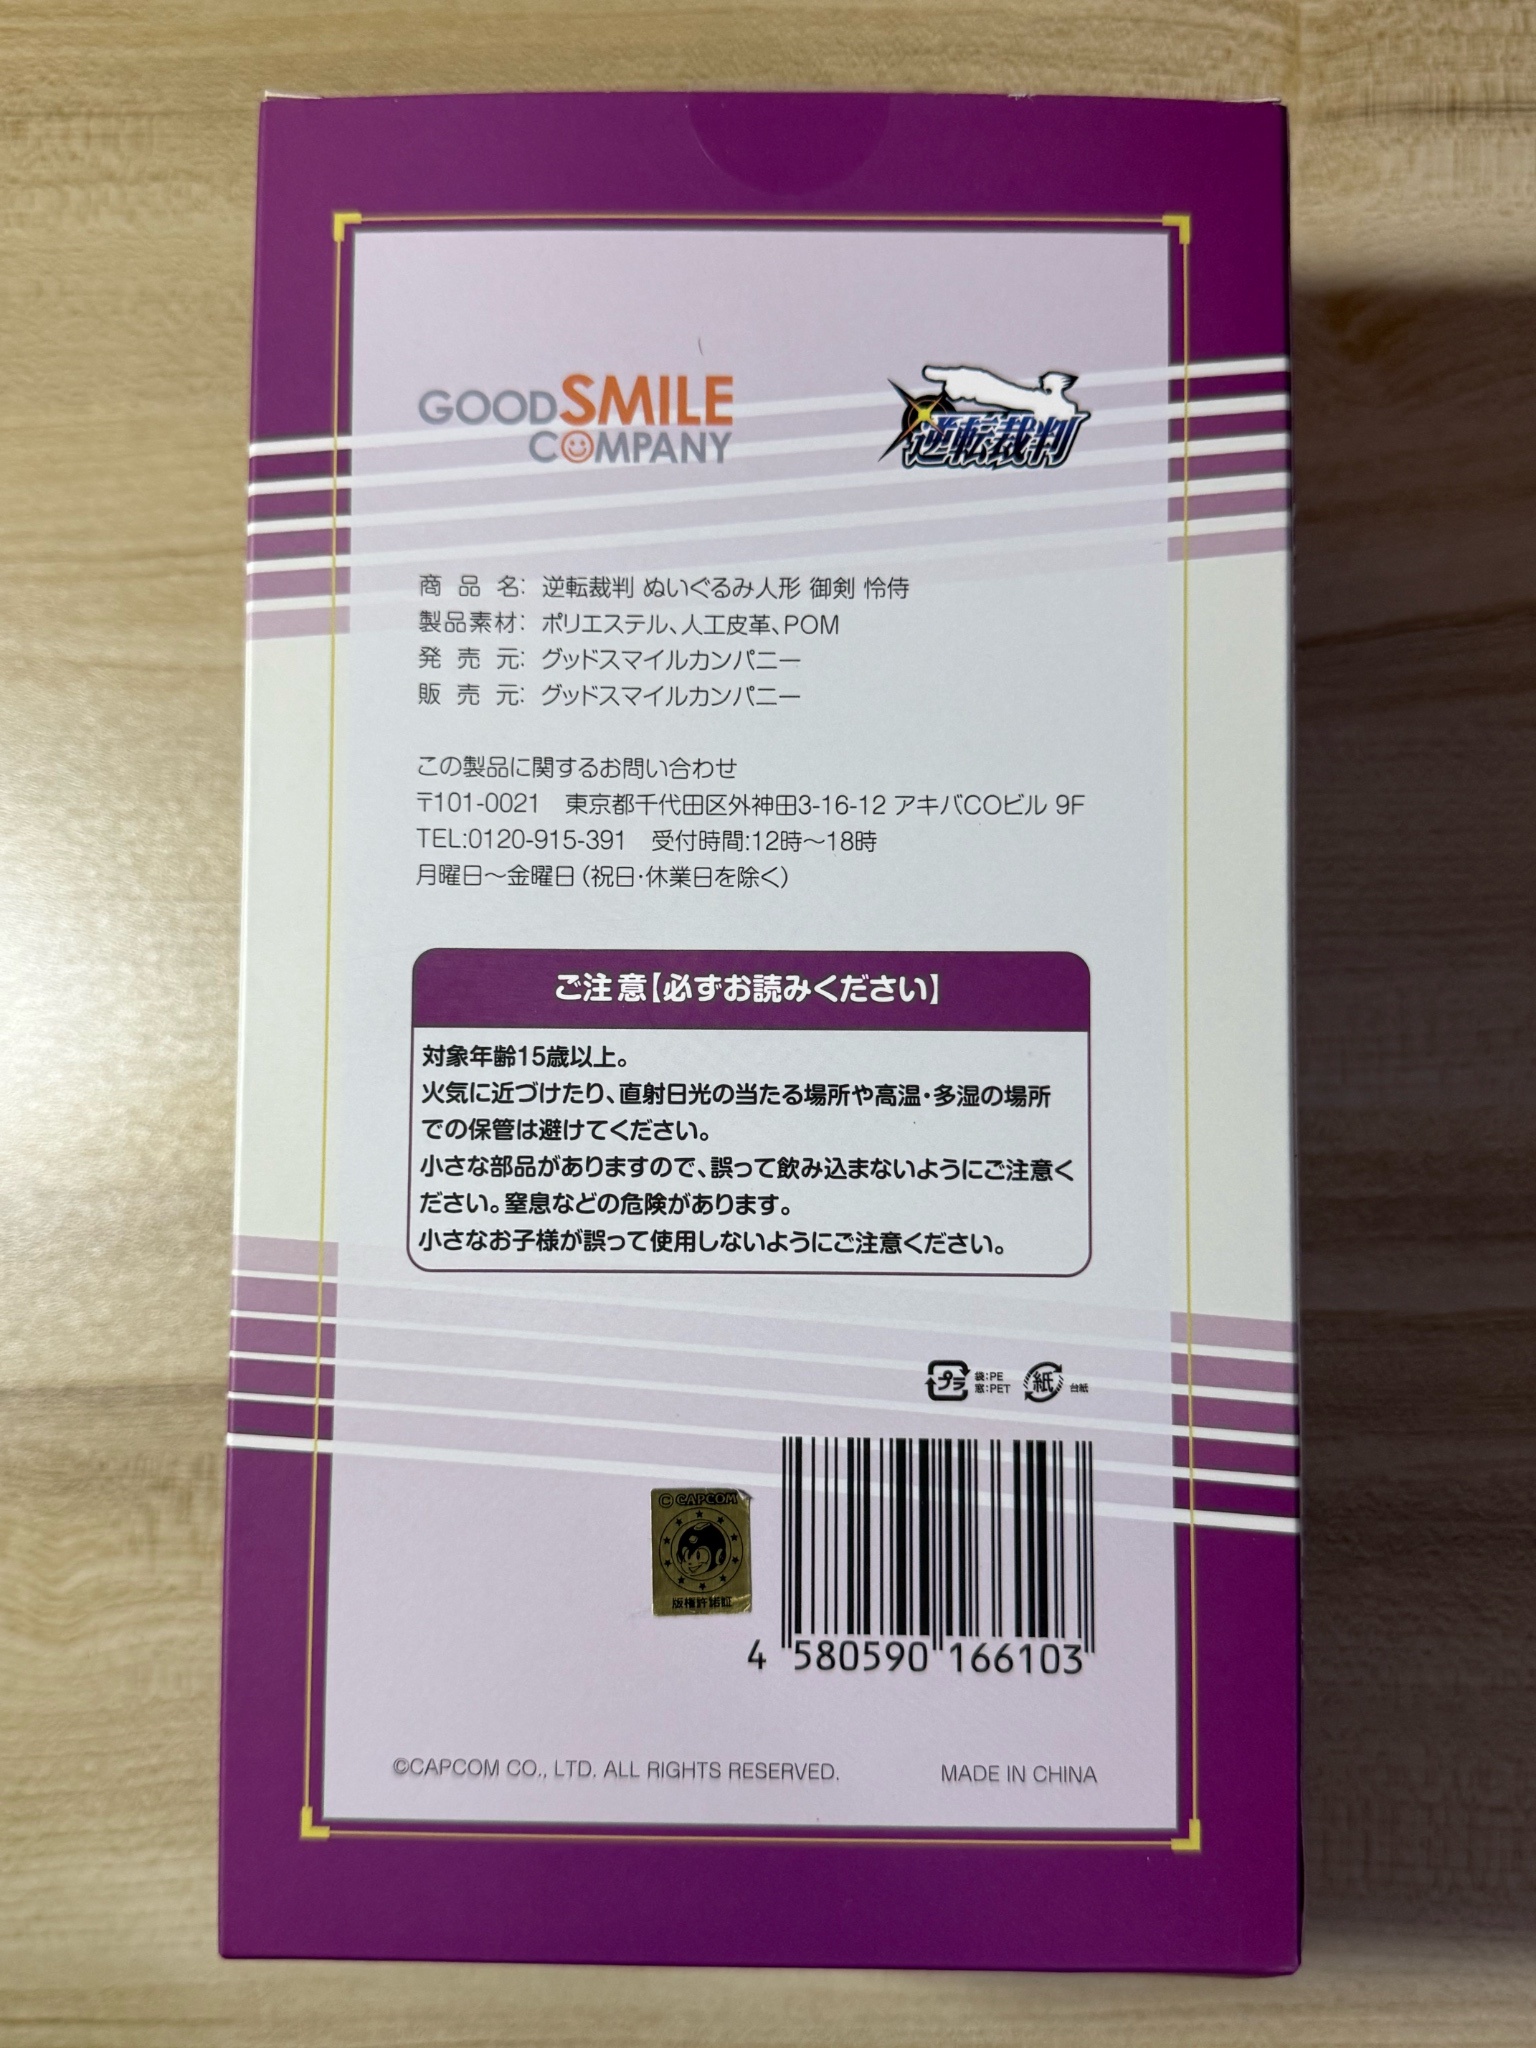 GOOD SMILE
COMPANY
逆転裁判
商品名: 逆転裁判 ぬいぐるみ人形 御剣 怜侍
製品素材: ポリエステル、人工皮革、POM
発売元: グッドスマイルカンパニー
販売元: グッドスマイルカンパニー
この製品に関するお問い合わせ
〒101-0021 東京都千代田区外神田3-16-12 アキバCOビル 9F
TEL:0120-915-391 受付時間:12時～18時
月曜日～金曜日(祝日・休業日を除く)
ご注意【必ずお読みください】
対象年齢15歳以上。
火気に近づけたり、直射日光の当たる場所や高温・多湿の場所
での保管は避けてください。
小さな部品がありますので、誤って飲み込まないようにご注意く
ださい。窒息などの危険があります。
小さなお子様が誤って使用しないようにご注意ください。
プラ 袋:PE 紙 台紙
窓:PET
©CAPCOM
版権許諾証
4 580590 166103
©CAPCOM CO., LTD. ALL RIGHTS RESERVED. MADE IN CHINA